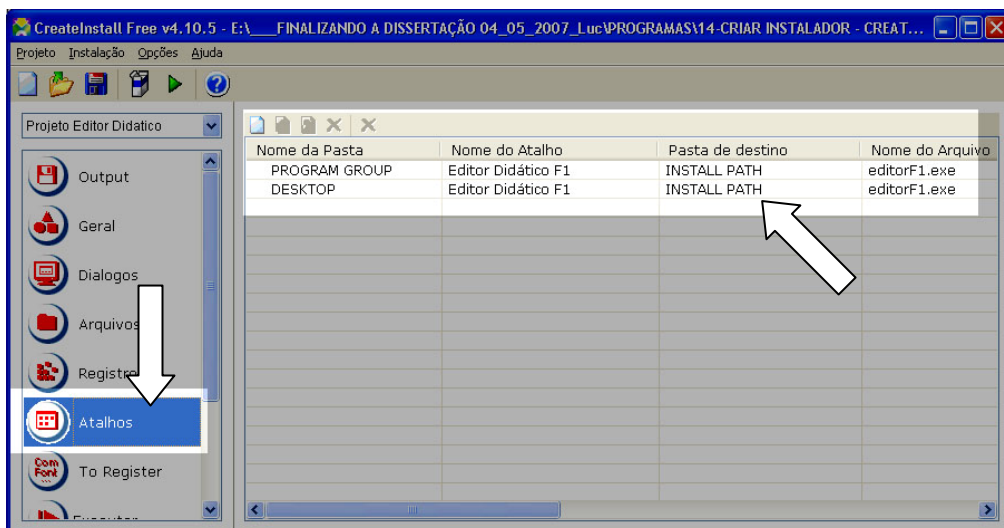 CreateInstall Free v4.10.5 - E:\___FINALIZANDO A DISSERTAÇÃO 04_05_2007_Luc\PROGRAMAS\14-CRIAR INSTALADOR - CREAT...
Projeto Instalação Opções Ajuda
Projeto Editor Didatico
Output
Geral
Dialogos
Arquivos
Registro
Atalhos
Com Font
To Register
Nome da Pasta Nome do Atalho Pasta de destino Nome do Arquivo
PROGRAM GROUP Editor Didático F1 INSTALL PATH editorF1.exe
DESKTOP Editor Didático F1 INSTALL PATH editorF1.exe